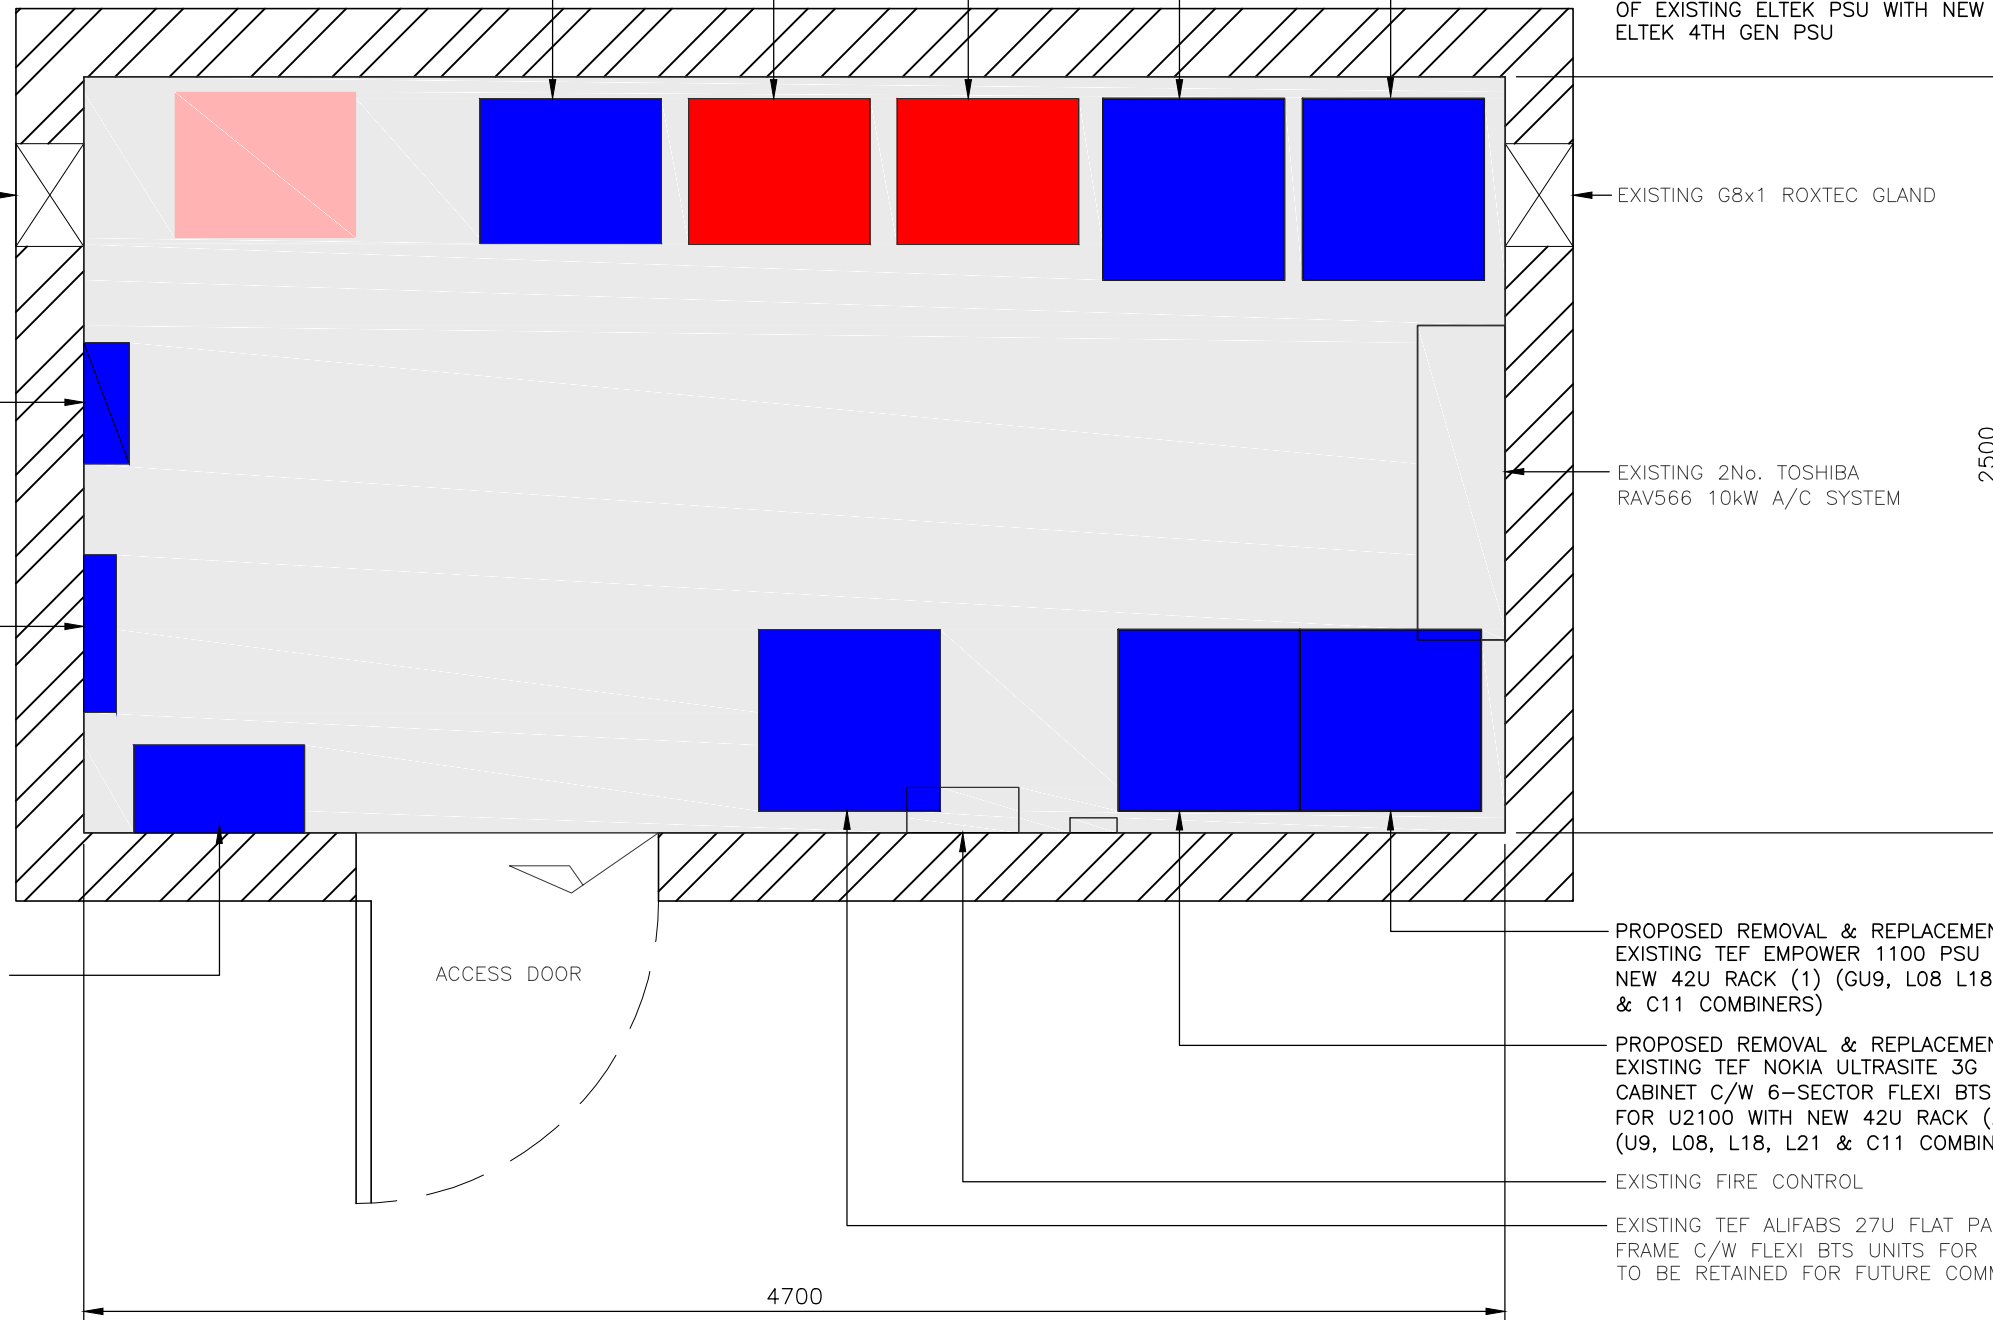 OF EXISTING ELTEK PSU WITH NEW
ELTEK 4TH GEN PSU
EXISTING G8x1 ROXTEC GLAND
EXISTING 2No. TOSHIBA
RAV566 10kW A/C SYSTEM
2500
ACCESS DOOR
PROPOSED REMOVAL & REPLACEMEN
EXISTING TEF EMPOWER 1100 PSU
NEW 42U RACK (1) (GU9, L08 L18
& C11 COMBINERS)
PROPOSED REMOVAL & REPLACEMEN
EXISTING TEF NOKIA ULTRASITE 3G
CABINET C/W 6-SECTOR FLEXI BTS
FOR U2100 WITH NEW 42U RACK (
(U9, L08, L18, L21 & C11 COMBIN
EXISTING FIRE CONTROL
EXISTING TEF ALIFABS 27U FLAT PA
FRAME C/W FLEXI BTS UNITS FOR
TO BE RETAINED FOR FUTURE COM
4700